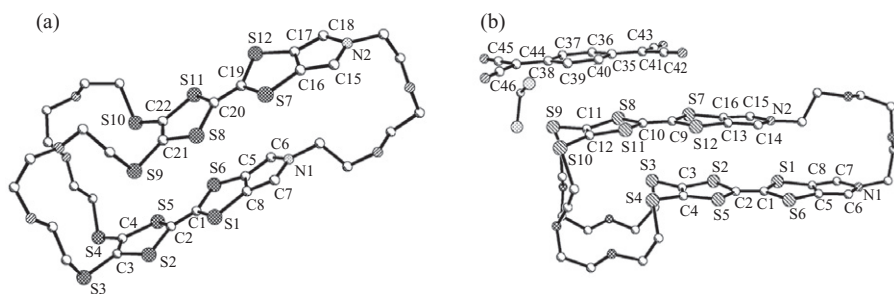 (a)
S12 C17 C18
N2
S11 C19 C16 C15
C22 C20 S7
S10 S8
C21 C6
S9 S6 C5 N1
C7
S5 C8
C4 C1 S1
S4 C2
C3 S2
S3
(b)
C45 C44 C37 C36 C43
C46 C38 C39 C40 C35 C41 C42
S9 C11 S8 S7 C16 C15 N2
S10 C12 S11 C10 C9 S12 C13 C14
S3 C3 S2 S1 C8 C7
S4 C4 S5 C2 C1 S6 C5 C6 N1